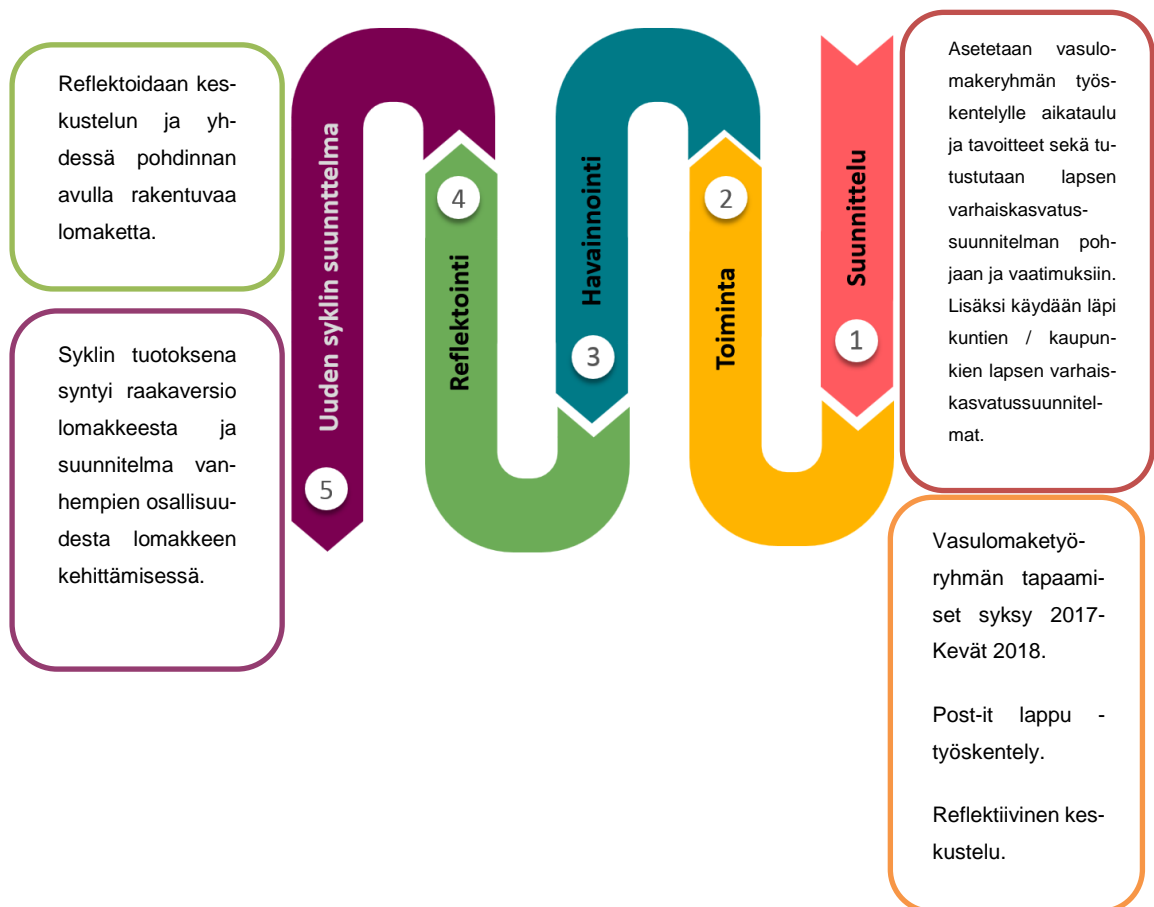 Reflektoidaan kes-
kustelun ja yh-
dessä pohdinnan
avulla rakentuvaa
lomaketta.
Syklin tuotoksena
syntyi raakaversio
lomakkeesta ja
suunnitelma van-
hempien osallisuu-
desta lomakkeen
kehittämisessä.
Uuden syklin suunnttelma
5
4
Reflektointi
Havainnointi
3
2
Toiminta
Suunnittelu
1
Asetetaan vasulo-
makeryhmän työs-
kentelylle aikataulu
ja tavoitteet sekä tu-
tustutaan lapsen
varhaiskasvatus-
suunnitelman poh-
jaan ja vaatimuksiin.
Lisäksi käydään läpi
kuntien / kaupun-
kien lapsen varhais-
kasvatussuunnitel-
mat.
Vasulomaketyö-
ryhmän tapaami-
set syksy 2017-
Kevät 2018.
Post-it lappu -
työskentely.
Reflektiivinen kes-
kustelu.